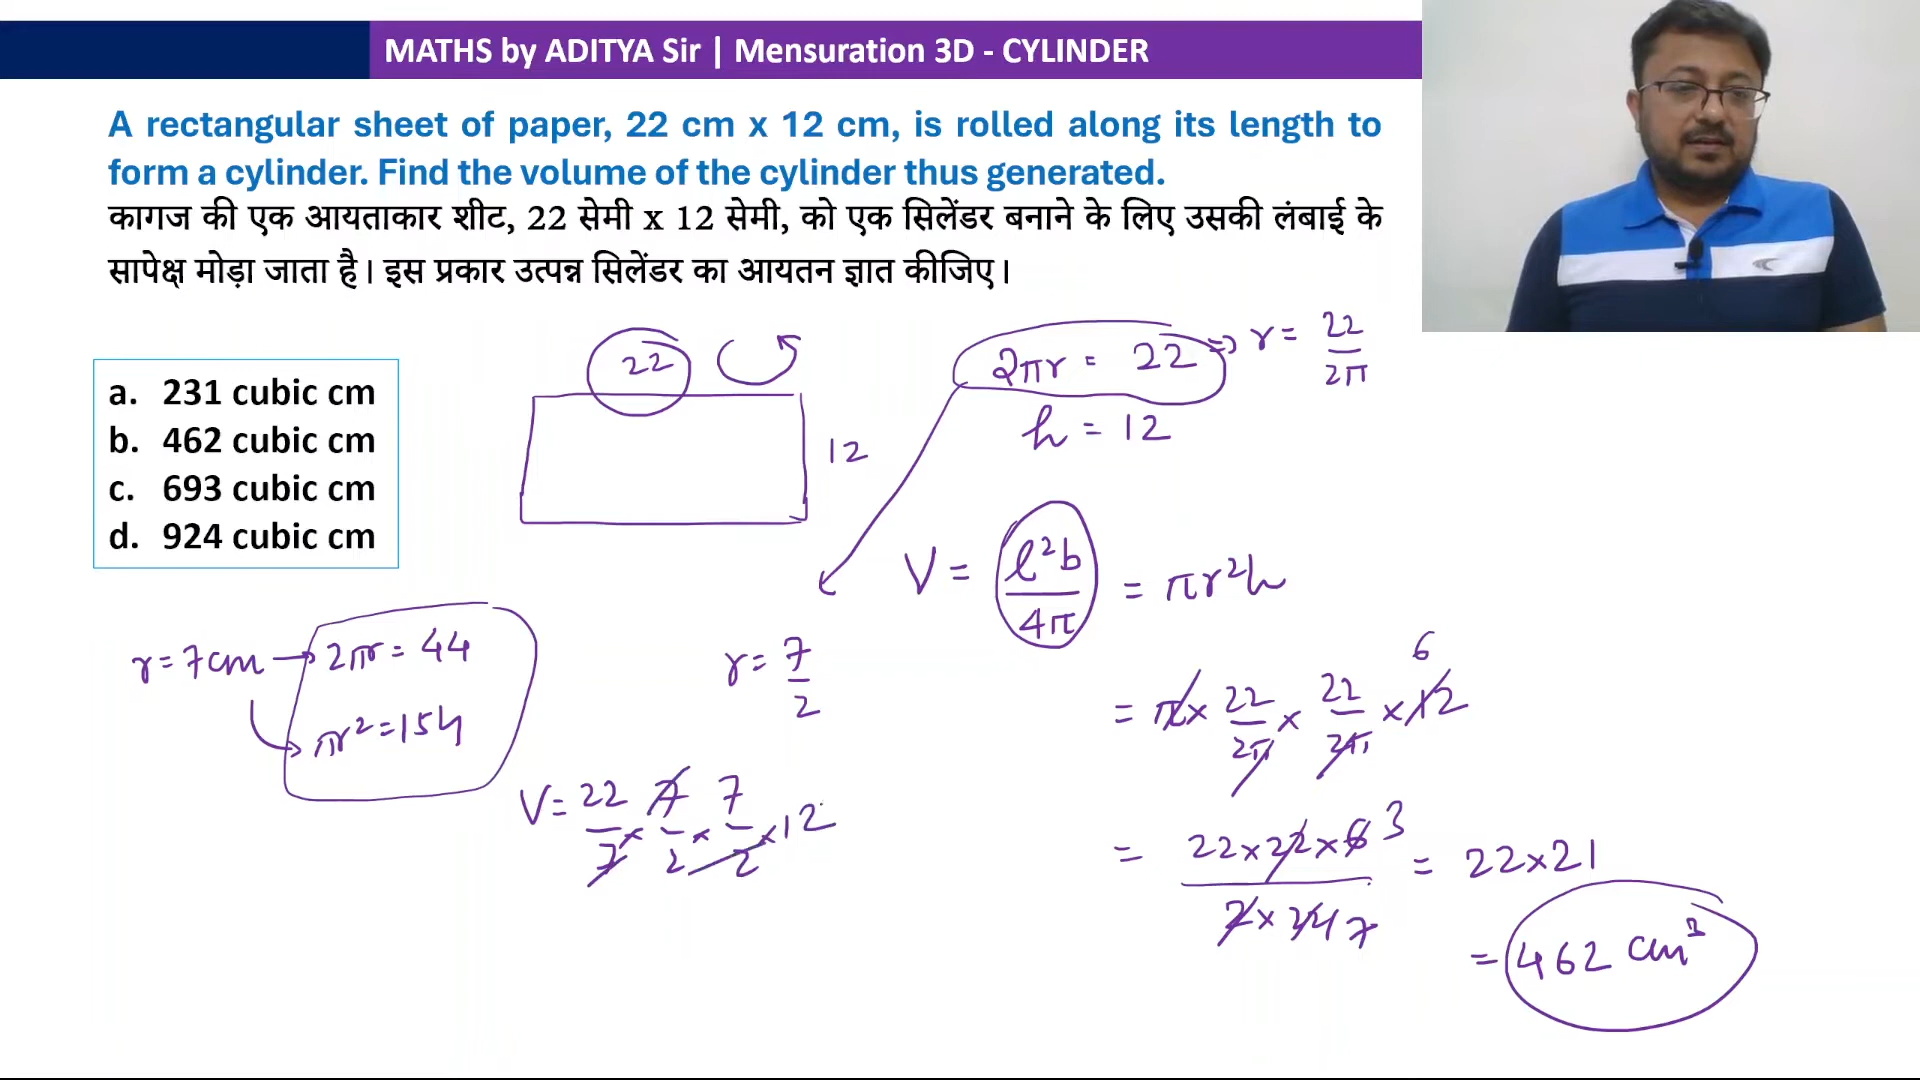 MATHS by ADITYA Sir | Mensuration 3D - CYLINDER
A rectangular sheet of paper, 22 cm x 12 cm, is rolled along its length to
form a cylinder. Find the volume of the cylinder thus generated.
कागज की एक आयताकार शीट, 22 सेमी x 12 सेमी, को एक सिलेंडर बनाने के लिए उसकी लंबाई के
सापेक्ष मोड़ा जाता है। इस प्रकार उत्पन्न सिलेंडर का आयतन ज्ञात कीजिए।
a. 231 cubic cm
b. 462 cubic cm
c. 693 cubic cm
d. 924 cubic cm
22
12
2πr = 22 ⇒ r = 22/2π
h = 12
V = l²b/4π = πr²h
r = 7cm → 2πr = 44
πr² = 154
r = 7/2
V = 22/7 × 7/2 × 7/2 × 12
= π × 22/2π × 22/2π × 12 6
= 22×22×6 3 / 2× 22 7 = 22×21
= 462 cm³